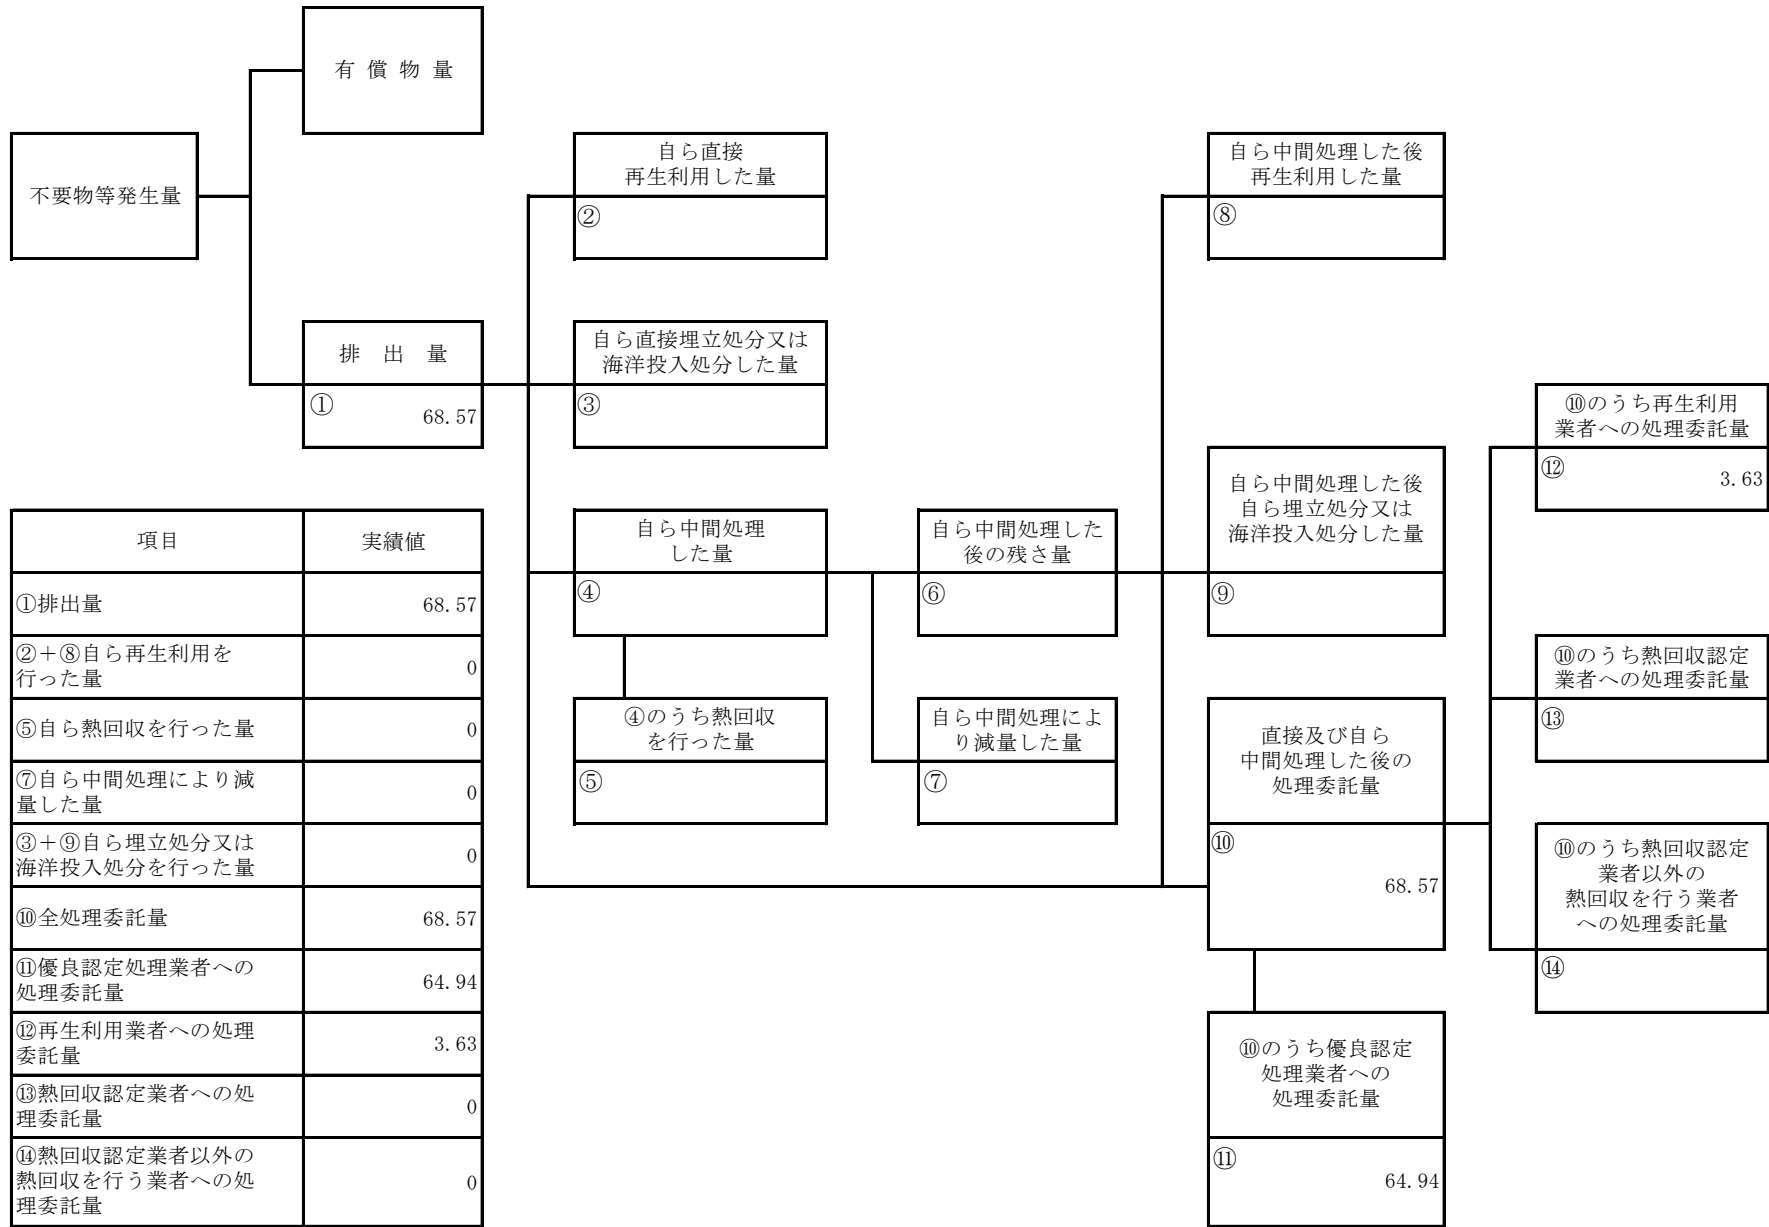 有 償 物 量
不要物等発生量
自ら直接
再生利用した量
②
自ら中間処理した後
再生利用した量
⑧
排 出 量
① 68.57
自ら直接埋立処分又は
海洋投入処分した量
③
⑩のうち再生利用
業者への処理委託量
⑫ 3.63
自ら中間処理
した量
④
自ら中間処理した
後の残さ量
⑥
自ら中間処理した後
自ら埋立処分又は
海洋投入処分した量
⑨
⑩のうち熱回収認定
業者への処理委託量
⑬
④のうち熱回収
を行った量
⑤
自ら中間処理によ
り減量した量
⑦
直接及び自ら
中間処理した後の
処理委託量
⑩
68.57
⑩のうち熱回収認定
業者以外の
熱回収を行う業者
への処理委託量
⑭
⑩のうち優良認定
処理業者への
処理委託量
⑪
64.94
項目 実績値
①排出量 68.57
②＋⑧自ら再生利用を
行った量 0
⑤自ら熱回収を行った量 0
⑦自ら中間処理により減
量した量 0
③＋⑨自ら埋立処分又は
海洋投入処分を行った量 0
⑩全処理委託量 68.57
⑪優良認定処理業者への
処理委託量 64.94
⑫再生利用業者への処理
委託量 3.63
⑬熱回収認定業者への処
理委託量 0
⑭熱回収認定業者以外の
熱回収を行う業者への処
理委託量 0